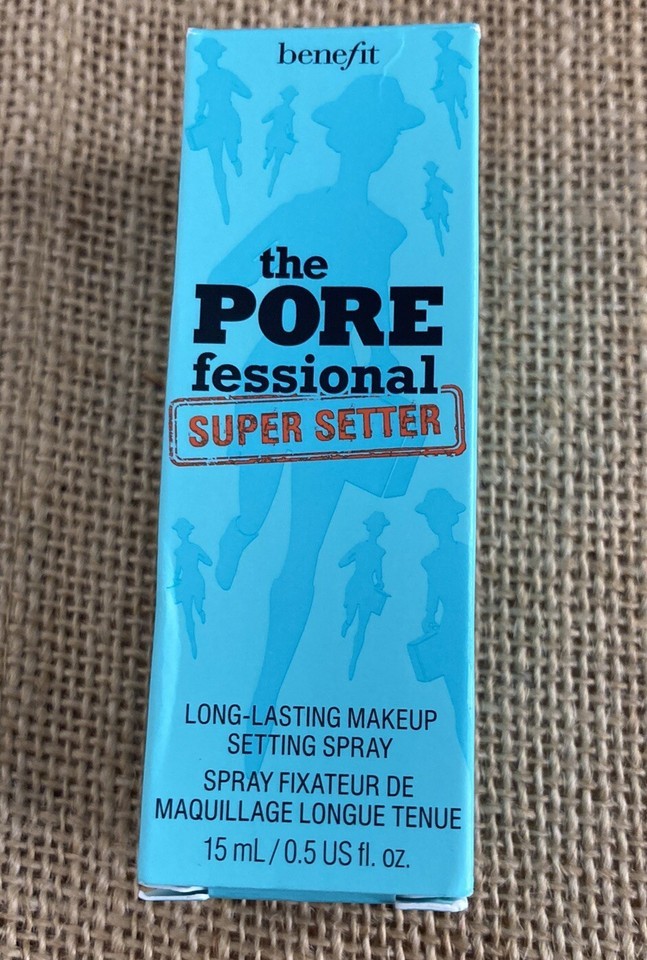 benefit
the
PORE
fessional
SUPER SETTER
LONG-LASTING MAKEUP
SETTING SPRAY
SPRAY FIXATEUR DE
MAQUILLAGE LONGUE TENUE
15 mL / 0.5 US fl. oz.